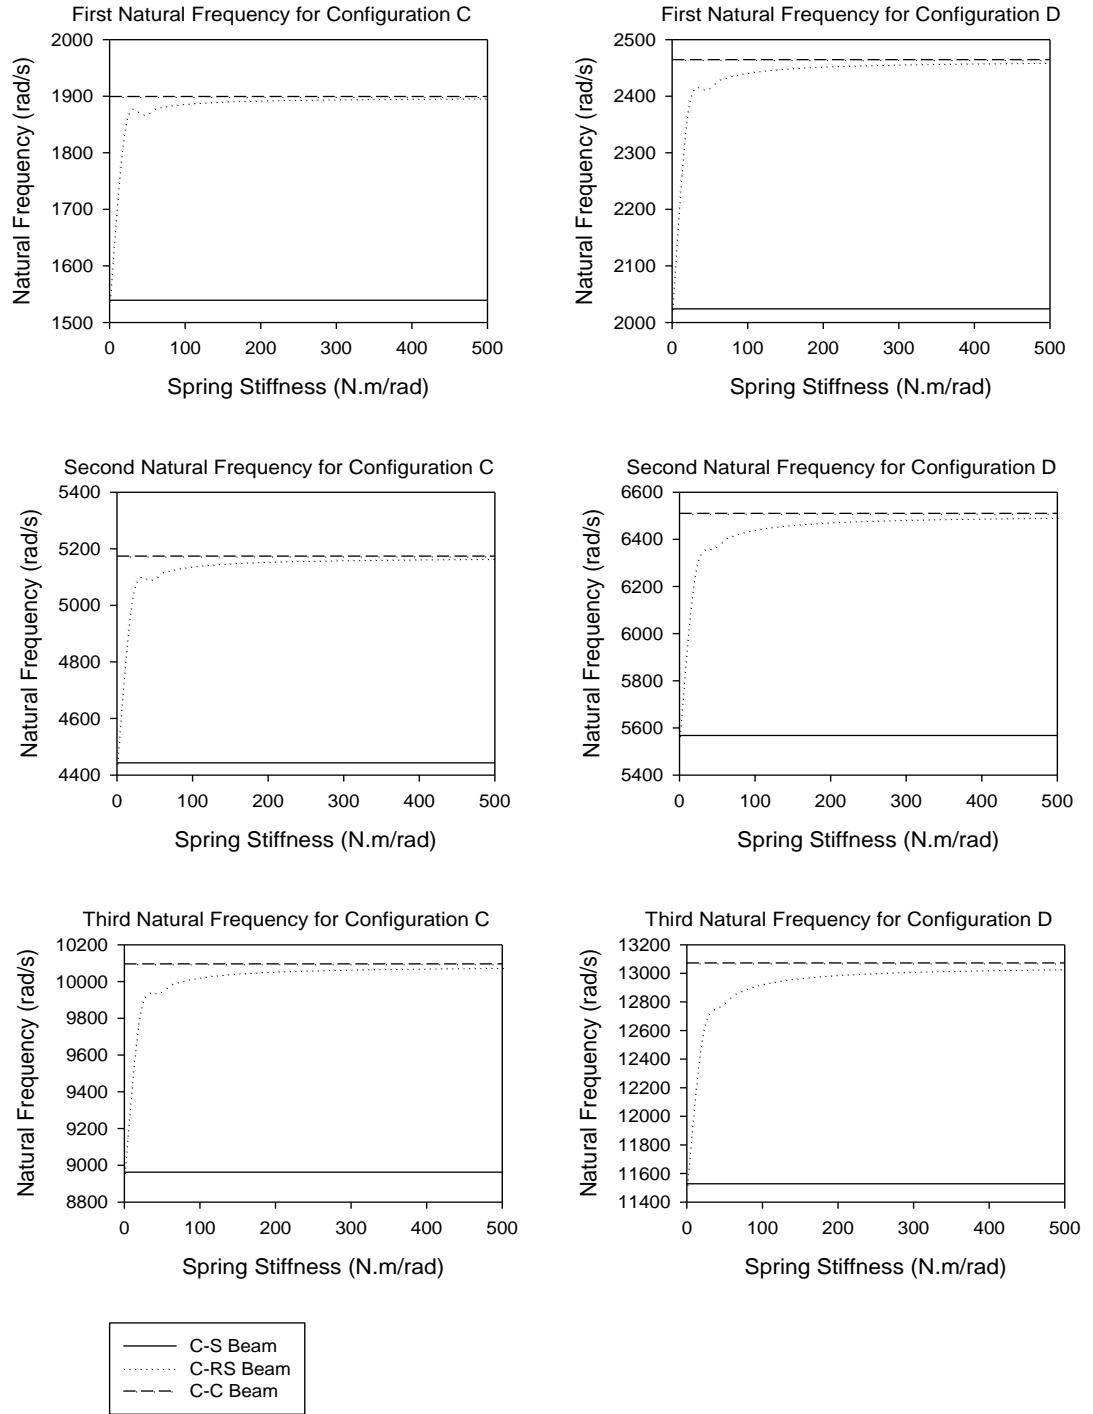 First Natural Frequency for Configuration C
2000
1900
1800
1700
1600
1500
Natural Frequency (rad/s)
0 100 200 300 400 500
Spring Stiffness (N.m/rad)
First Natural Frequency for Configuration D
2500
2400
2300
2200
2100
2000
Natural Frequency (rad/s)
0 100 200 300 400 500
Spring Stiffness (N.m/rad)
Second Natural Frequency for Configuration C
5400
5200
5000
4800
4600
4400
Natural Frequency (rad/s)
0 100 200 300 400 500
Spring Stiffness (N.m/rad)
Second Natural Frequency for Configuration D
6600
6400
6200
6000
5800
5600
5400
Natural Frequency (rad/s)
0 100 200 300 400 500
Spring Stiffness (N.m/rad)
Third Natural Frequency for Configuration C
10200
10000
9800
9600
9400
9200
9000
8800
Natural Frequency (rad/s)
0 100 200 300 400 500
Spring Stiffness (N.m/rad)
Third Natural Frequency for Configuration D
13200
13000
12800
12600
12400
12200
12000
11800
11600
11400
Natural Frequency (rad/s)
0 100 200 300 400 500
Spring Stiffness (N.m/rad)
C-S Beam
C-RS Beam
C-C Beam